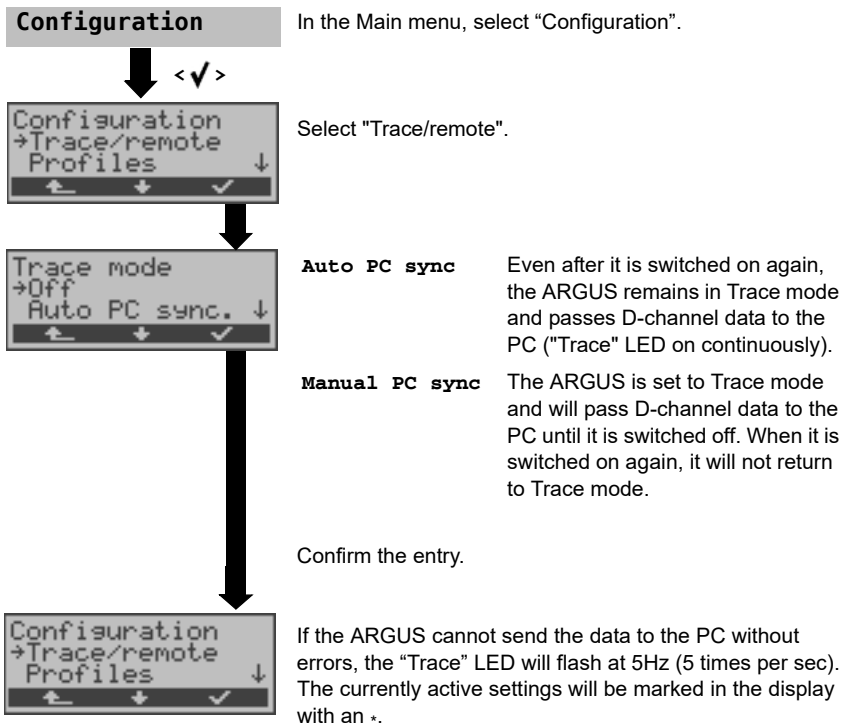 Configuration
In the Main menu, select “Configuration”.
<✓>
Configuration
→Trace/remote
Profiles ↓
Select "Trace/remote".
Trace mode
→Off
Auto PC sync. ↓
Auto PC sync
Even after it is switched on again,
the ARGUS remains in Trace mode
and passes D-channel data to the
PC ("Trace" LED on continuously).
Manual PC sync
The ARGUS is set to Trace mode
and will pass D-channel data to the
PC until it is switched off. When it is
switched on again, it will not return
to Trace mode.
Confirm the entry.
Configuration
→Trace/remote
Profiles ↓
If the ARGUS cannot send the data to the PC without
errors, the “Trace” LED will flash at 5Hz (5 times per sec).
The currently active settings will be marked in the display
with an *.